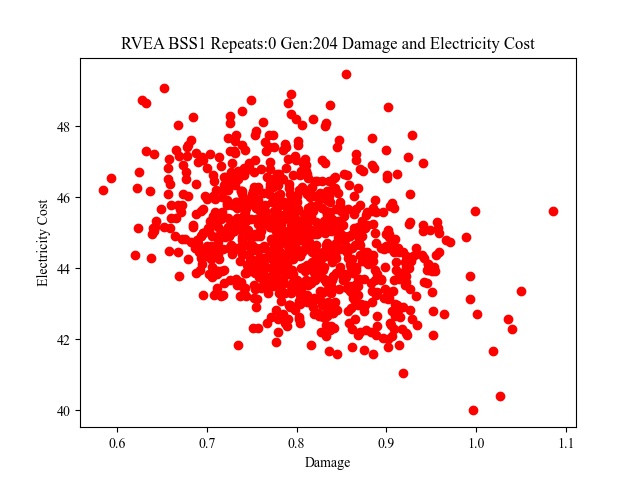 RVEA BSS1 Repeats:0 Gen:204 Damage and Electricity Cost
48
46
44
42
40
Electricity Cost
0.6 0.7 0.8 0.9 1.0 1.1
Damage